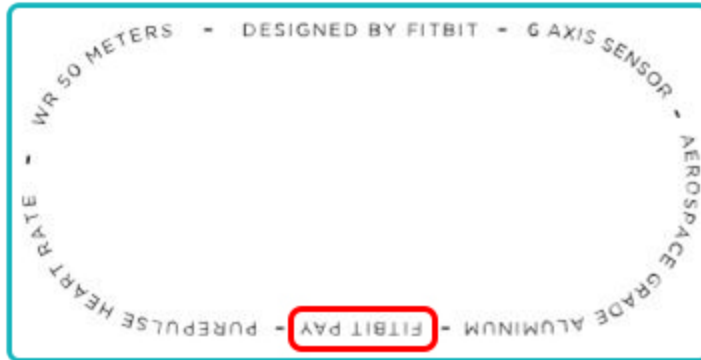 DESIGNED BY FITBIT - 6 AXIS SENSOR - AEROSPACE GRADE ALUMINUM - FITBIT PAY - PUREPULSE HEART RATE - WR 50 METERS -